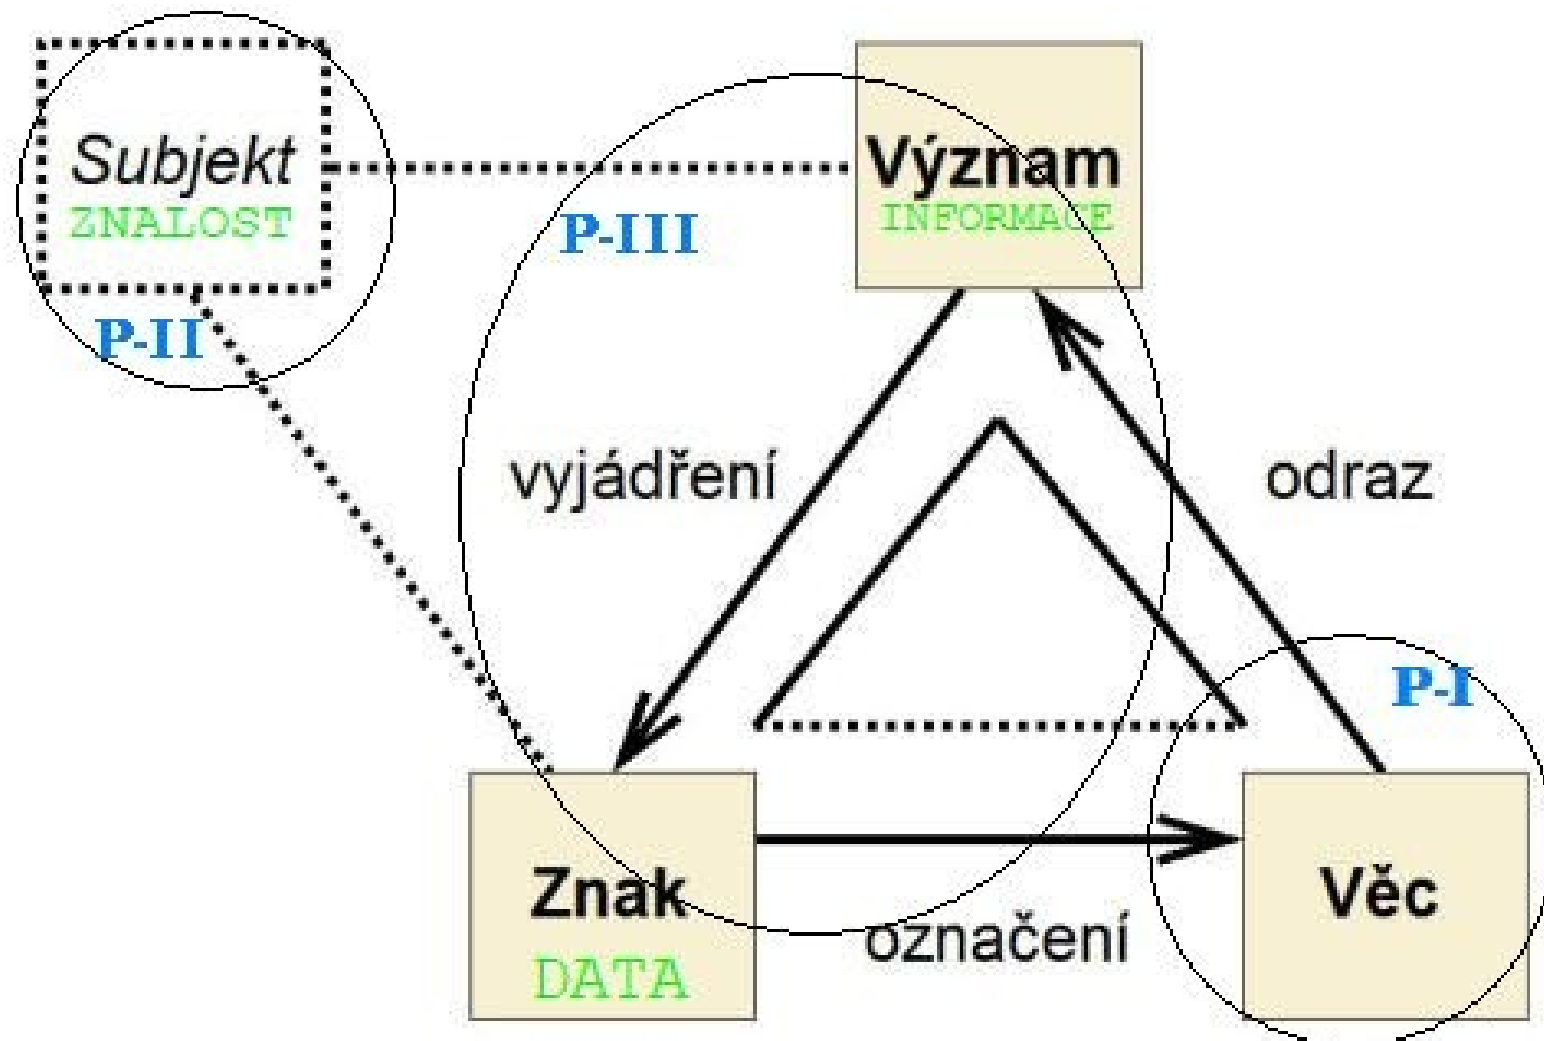 Subjekt
ZNALOST
P-II
P-III
Význam
INFORMACE
vyjádření
odraz
P-I
Znak
DATA
označení
Věc